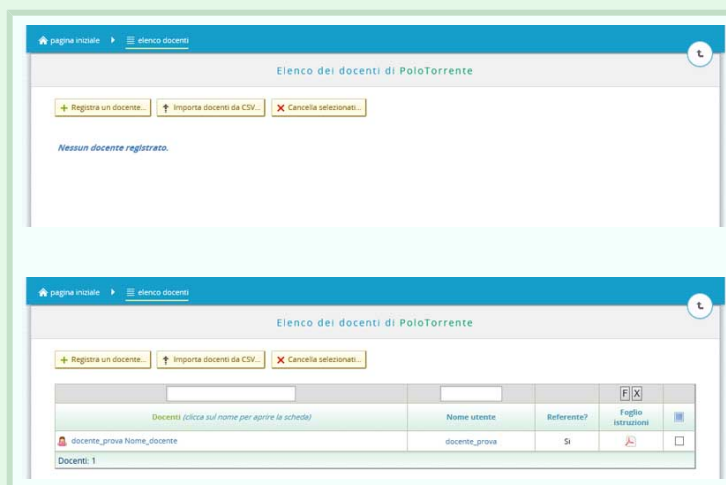 pagina iniziale elenco docenti
Elenco dei docenti di PoloTorrente
Registra un docente... Importa docenti da CSV... Cancella selezionati...
Nessun docente registrato.
pagina iniziale elenco docenti
Elenco dei docenti di PoloTorrente
Registra un docente... Importa docenti da CSV... Cancella selezionati...
F X
Docenti (clicca sul nome per aprire la scheda) Nome utente Referente? Foglio istruzioni
docente_prova Nome_docente docente_prova Si
Docenti: 1